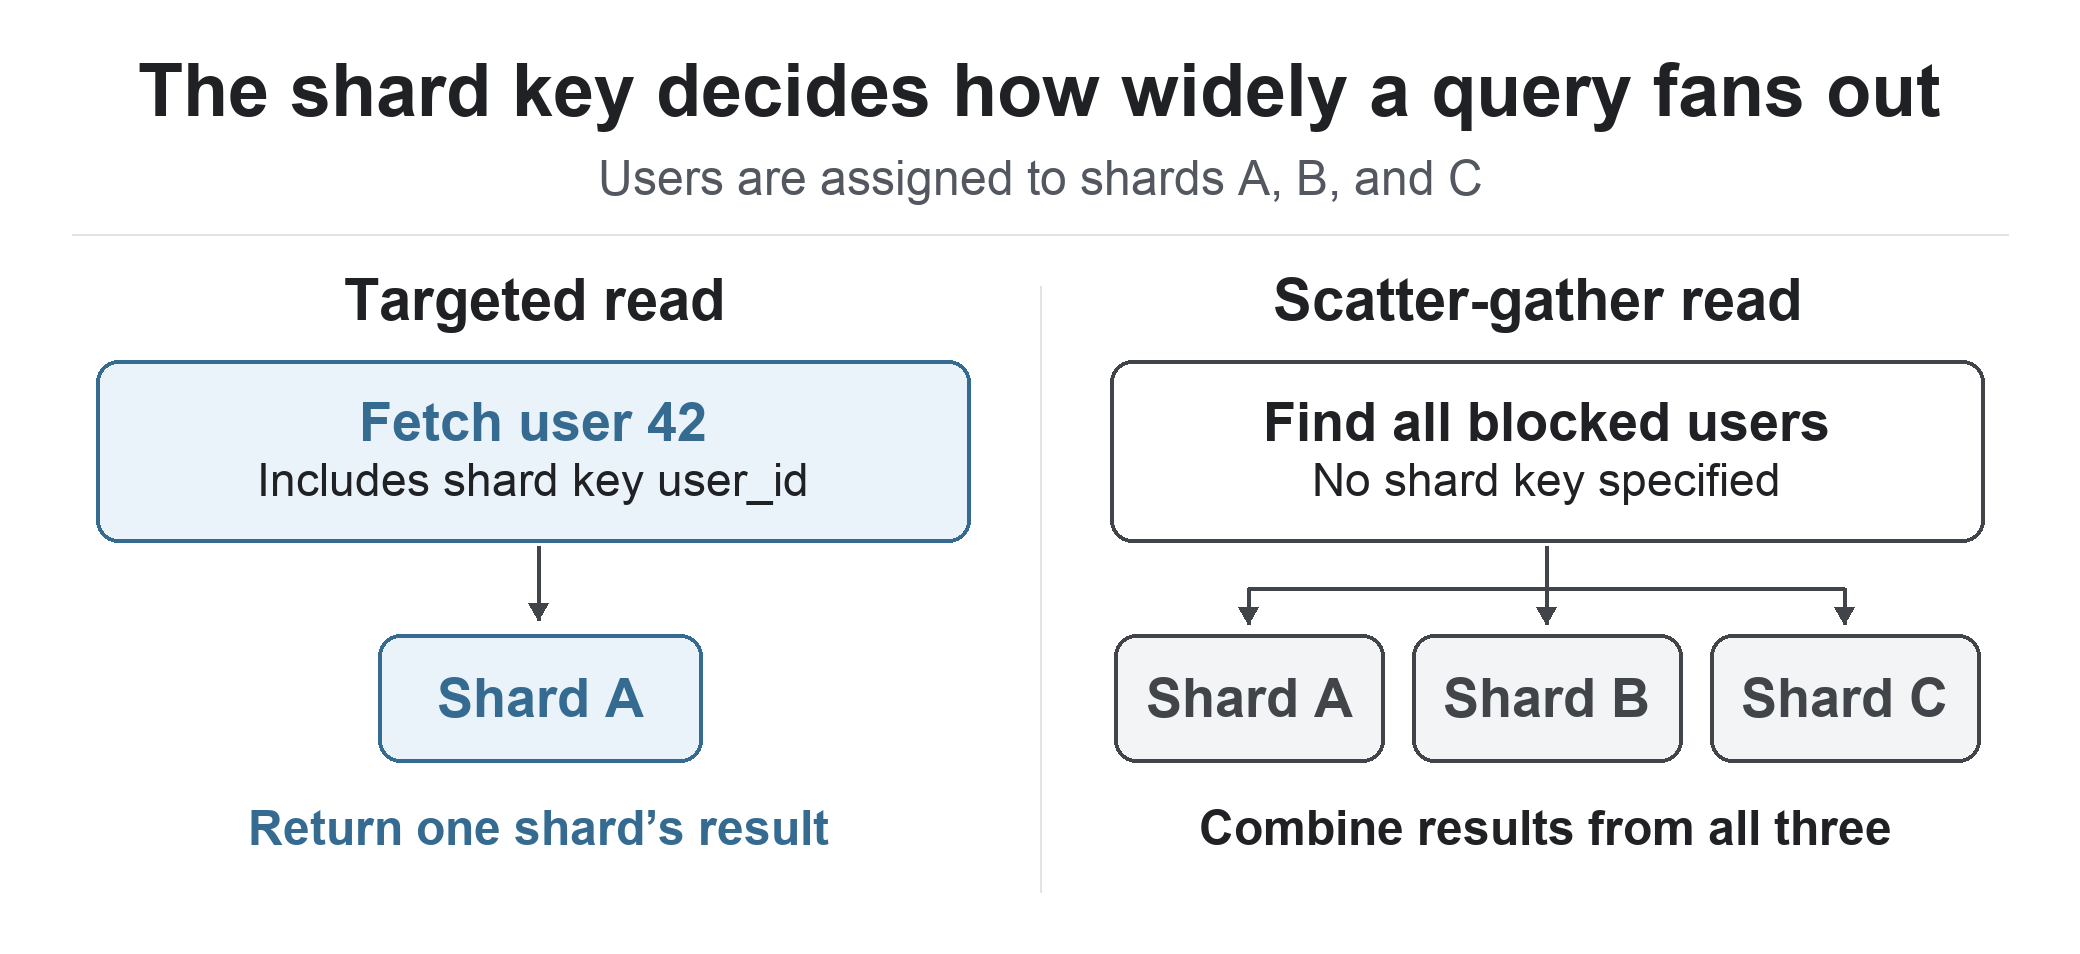 The shard key decides how widely a query fans out
Users are assigned to shards A, B, and C
Targeted read
Fetch user 42
Includes shard key user_id
Shard A
Return one shard’s result
Scatter-gather read
Find all blocked users
No shard key specified
Shard A
Shard B
Shard C
Combine results from all three